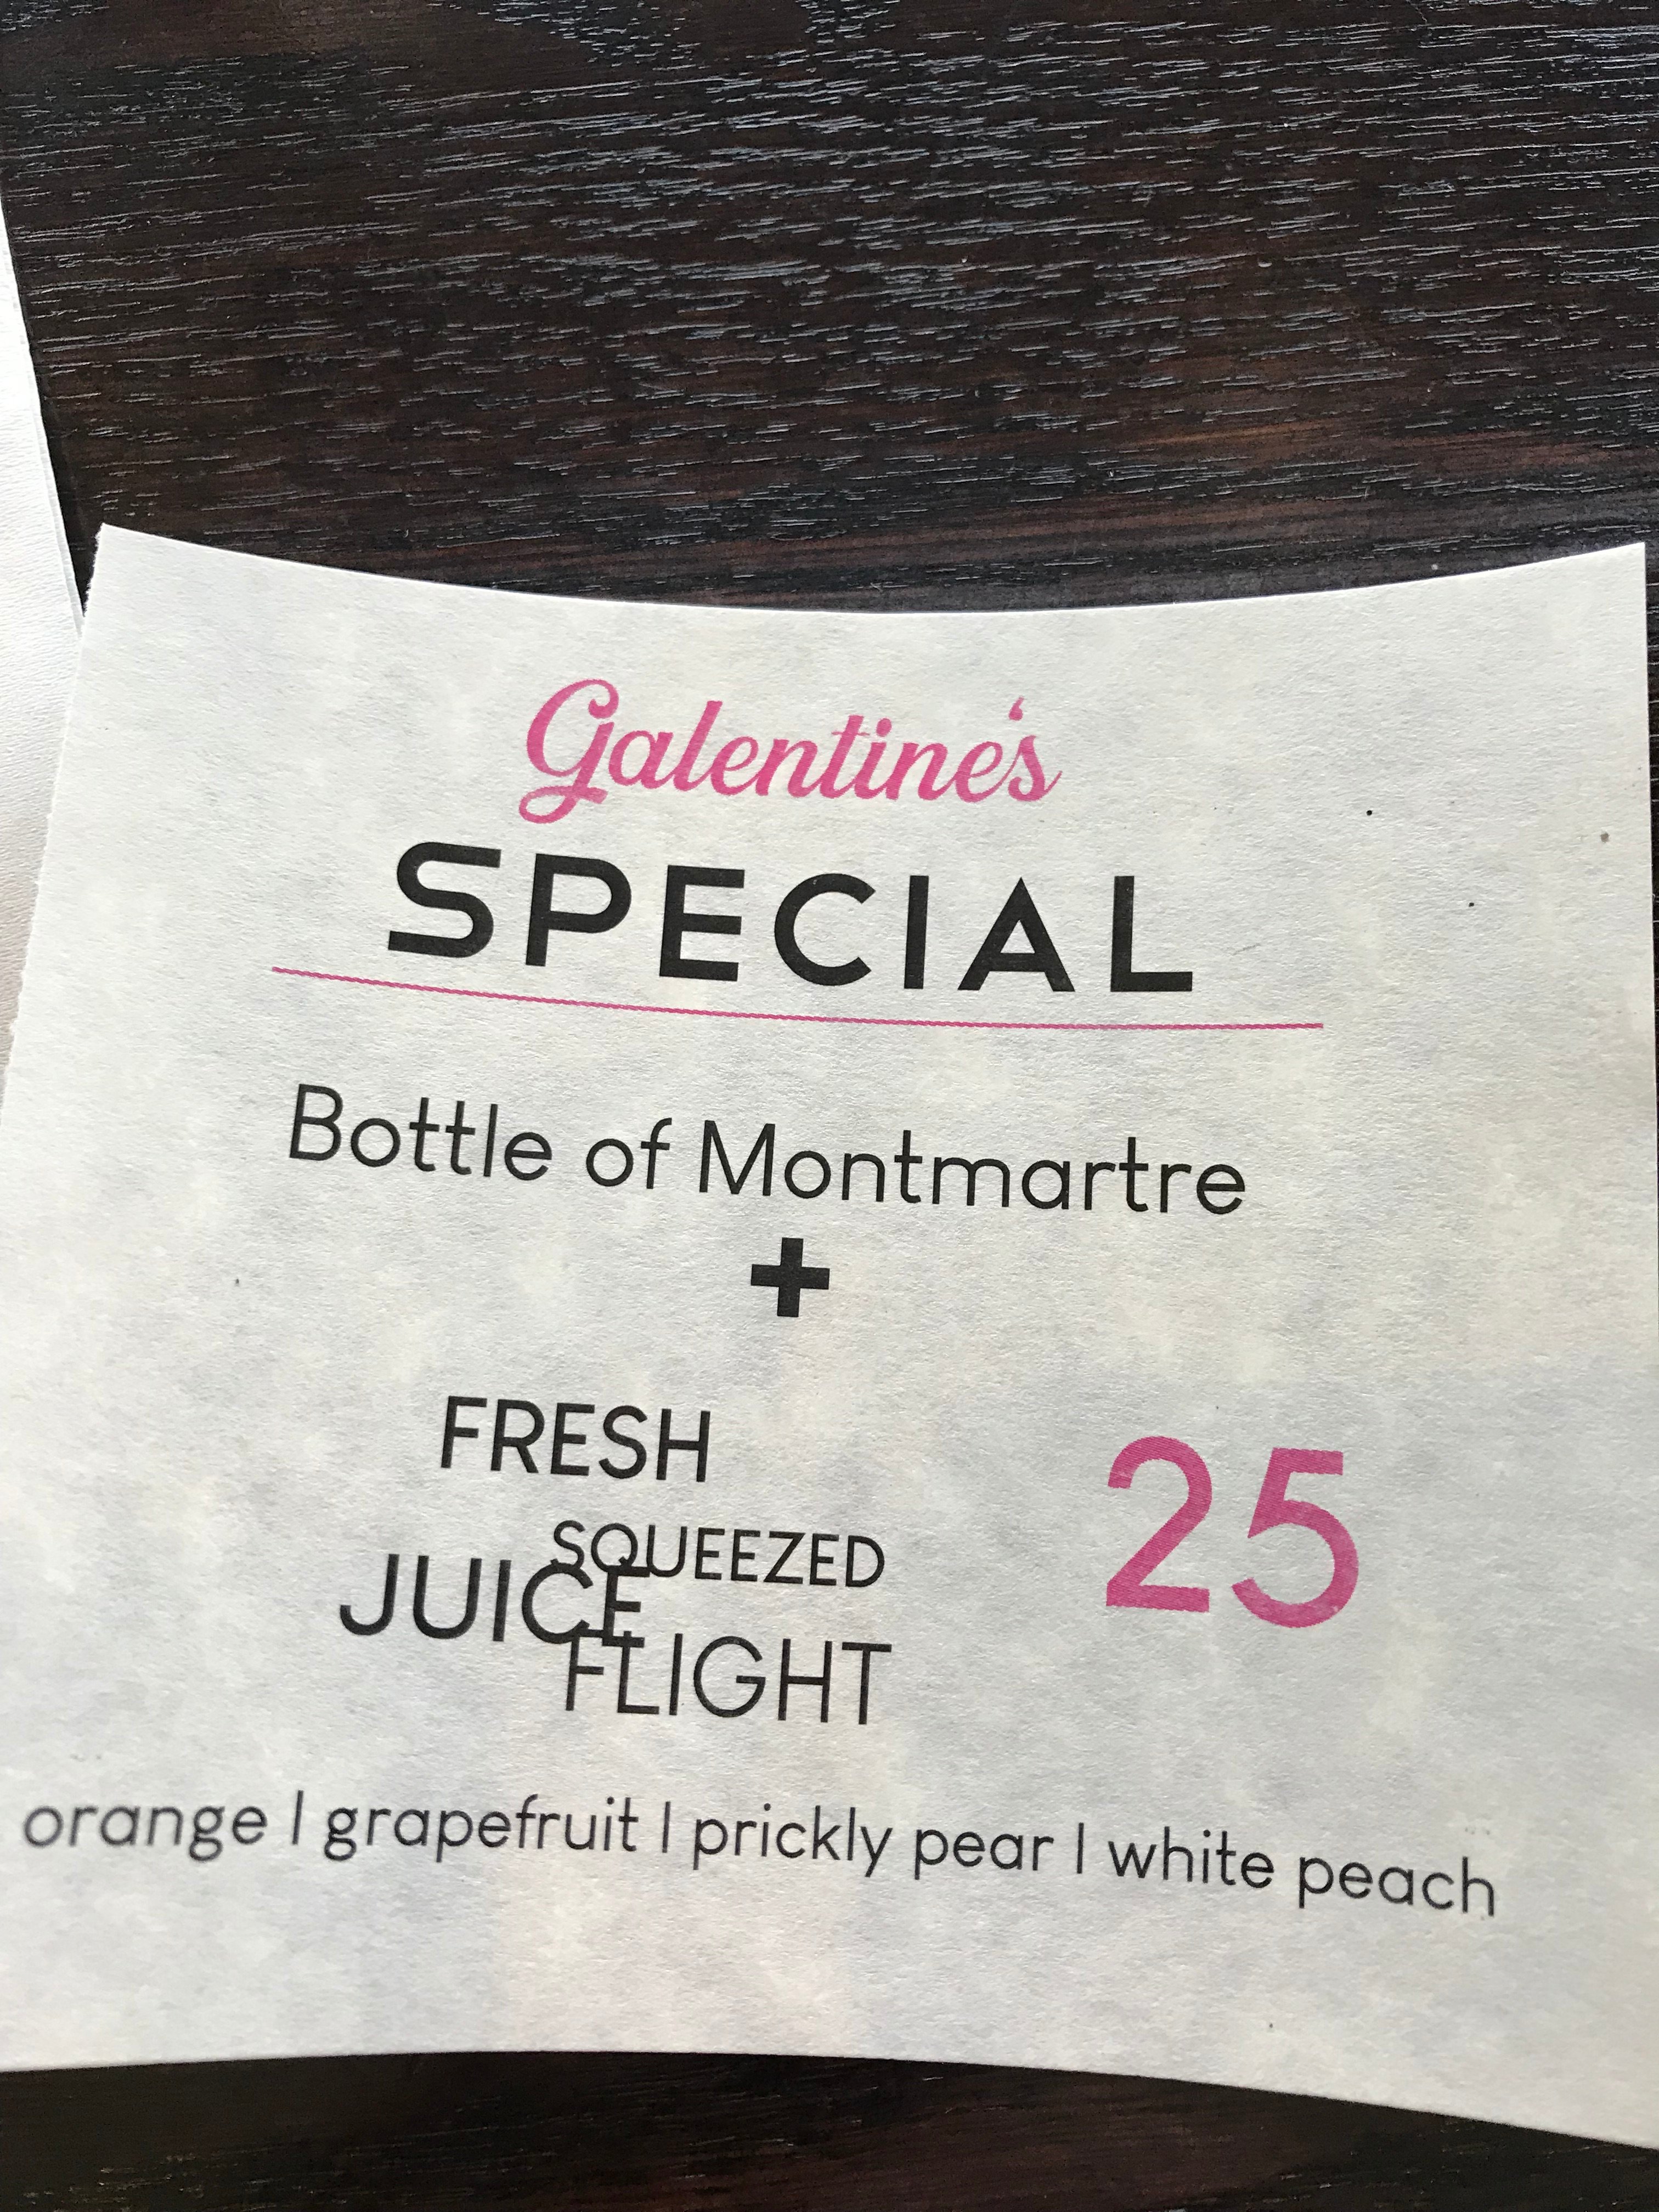 Galentine's
SPECIAL
Bottle of Montmartre
+
FRESH
SQUEEZED
JUICE
FLIGHT
25
orange | grapefruit | prickly pear | white peach